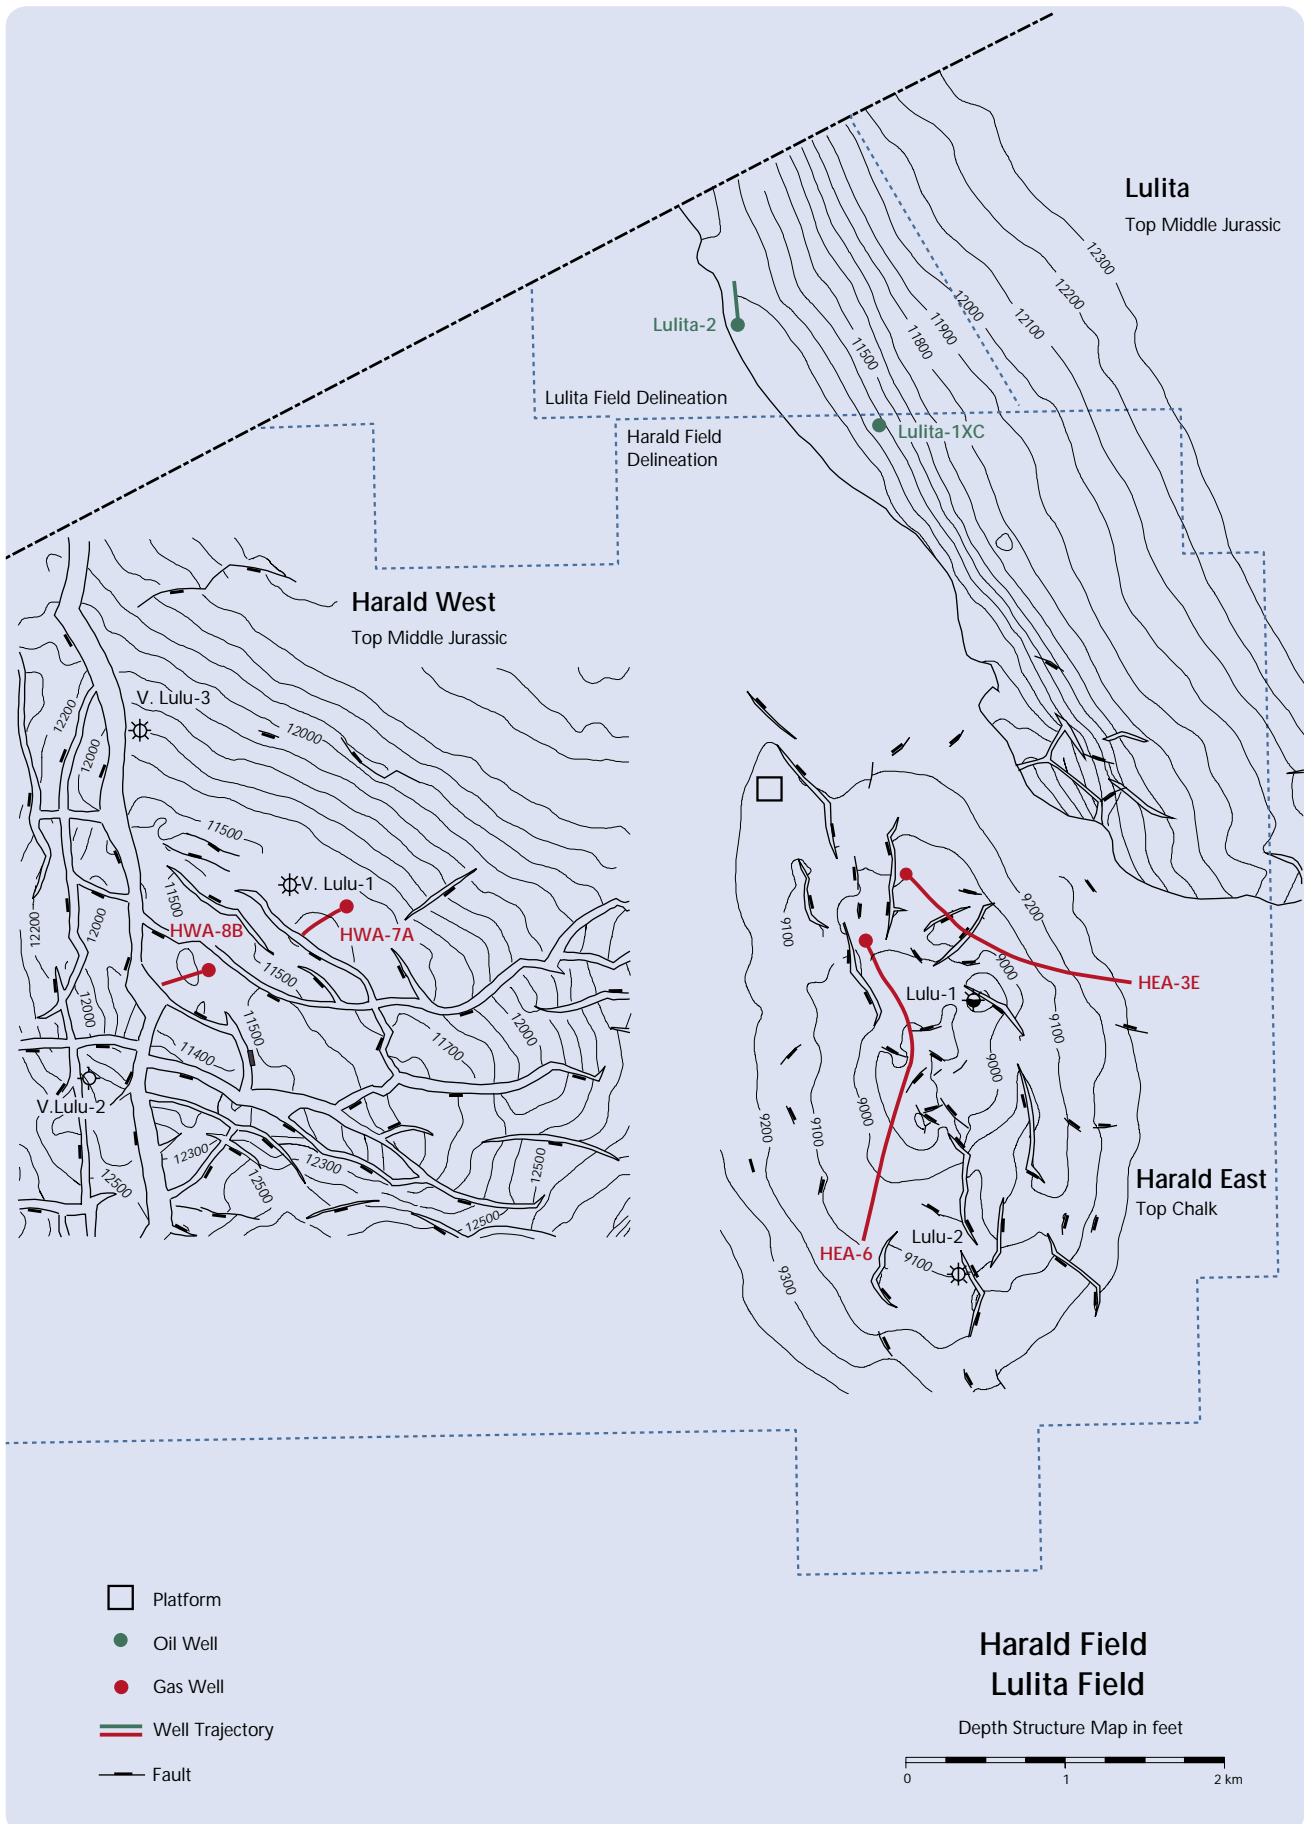 Lulita
Top Middle Jurassic
12300
12200
12100
12000
11900
11800
11500
Lulita-2
Lulita Field Delineation
Harald Field
Delineation
Lulita-1XC
Harald West
Top Middle Jurassic
V. Lulu-3
12200
12000
12000
11500
V. Lulu-1
11500
HWA-8B
HWA-7A
12200
12000
11500
12000
11500
11400
11700
12000
V.Lulu-2
12300
12300
12500
12500
12500
12500
9200
9100
9000
HEA-3E
Lulu-1
9100
9000
9000
9100
9200
Harald East
Top Chalk
Lulu-2
HEA-6
9100
9300
Platform
Oil Well
Gas Well
Well Trajectory
Fault
Harald Field
Lulita Field
Depth Structure Map in feet
0 1 2 km